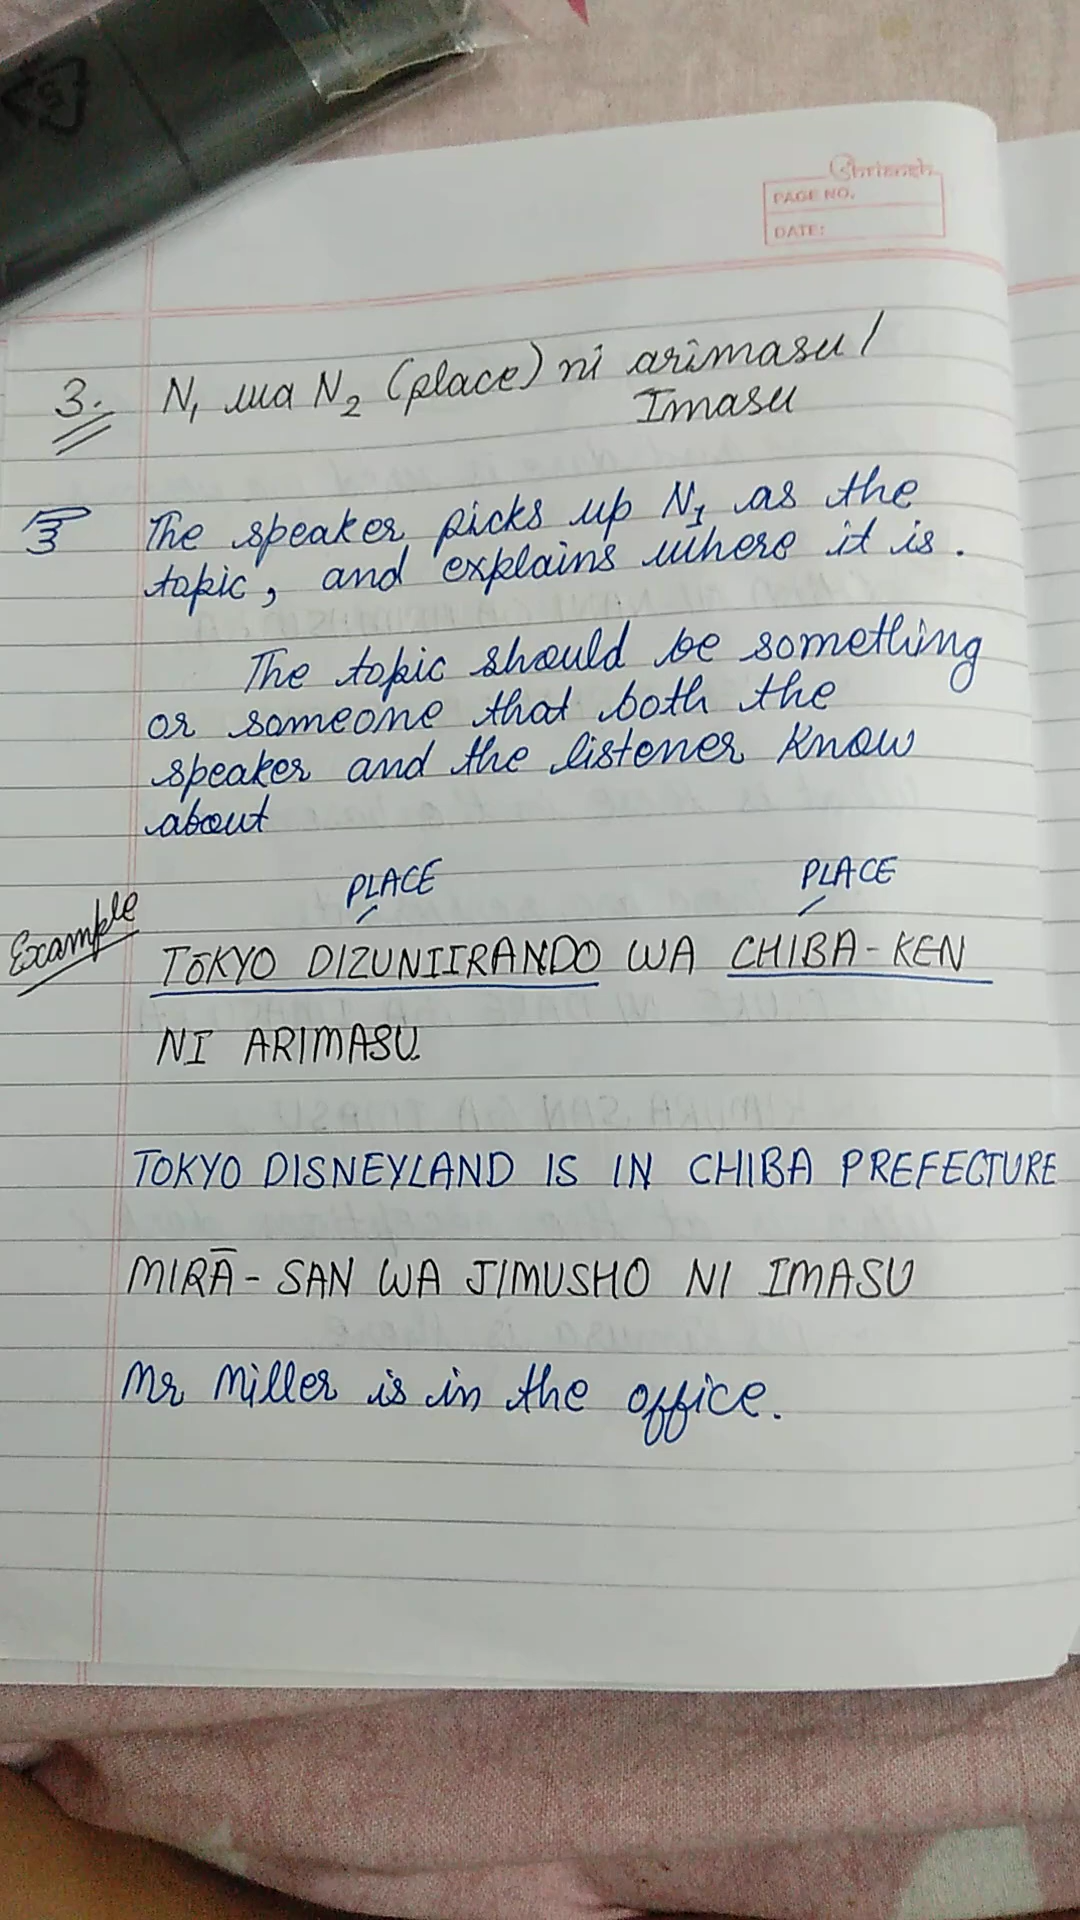 Shriansh
PAGE NO.
DATE:
3. N₁ wa N₂ (place) ni arimasu /
Imasu
The speaker picks up N₁ as the
topic, and explains where it is.
The topic should be something
or someone that both the
speaker and the listener know
about
PLACE PLACE
Example
TŌKYO DIZUNIIRANDO WA CHIBA-KEN
NI ARIMASU.
TOKYO DISNEYLAND IS IN CHIBA PREFECTURE
MIRĀ-SAN WA JIMUSHO NI IMASU
Mr Miller is in the office.